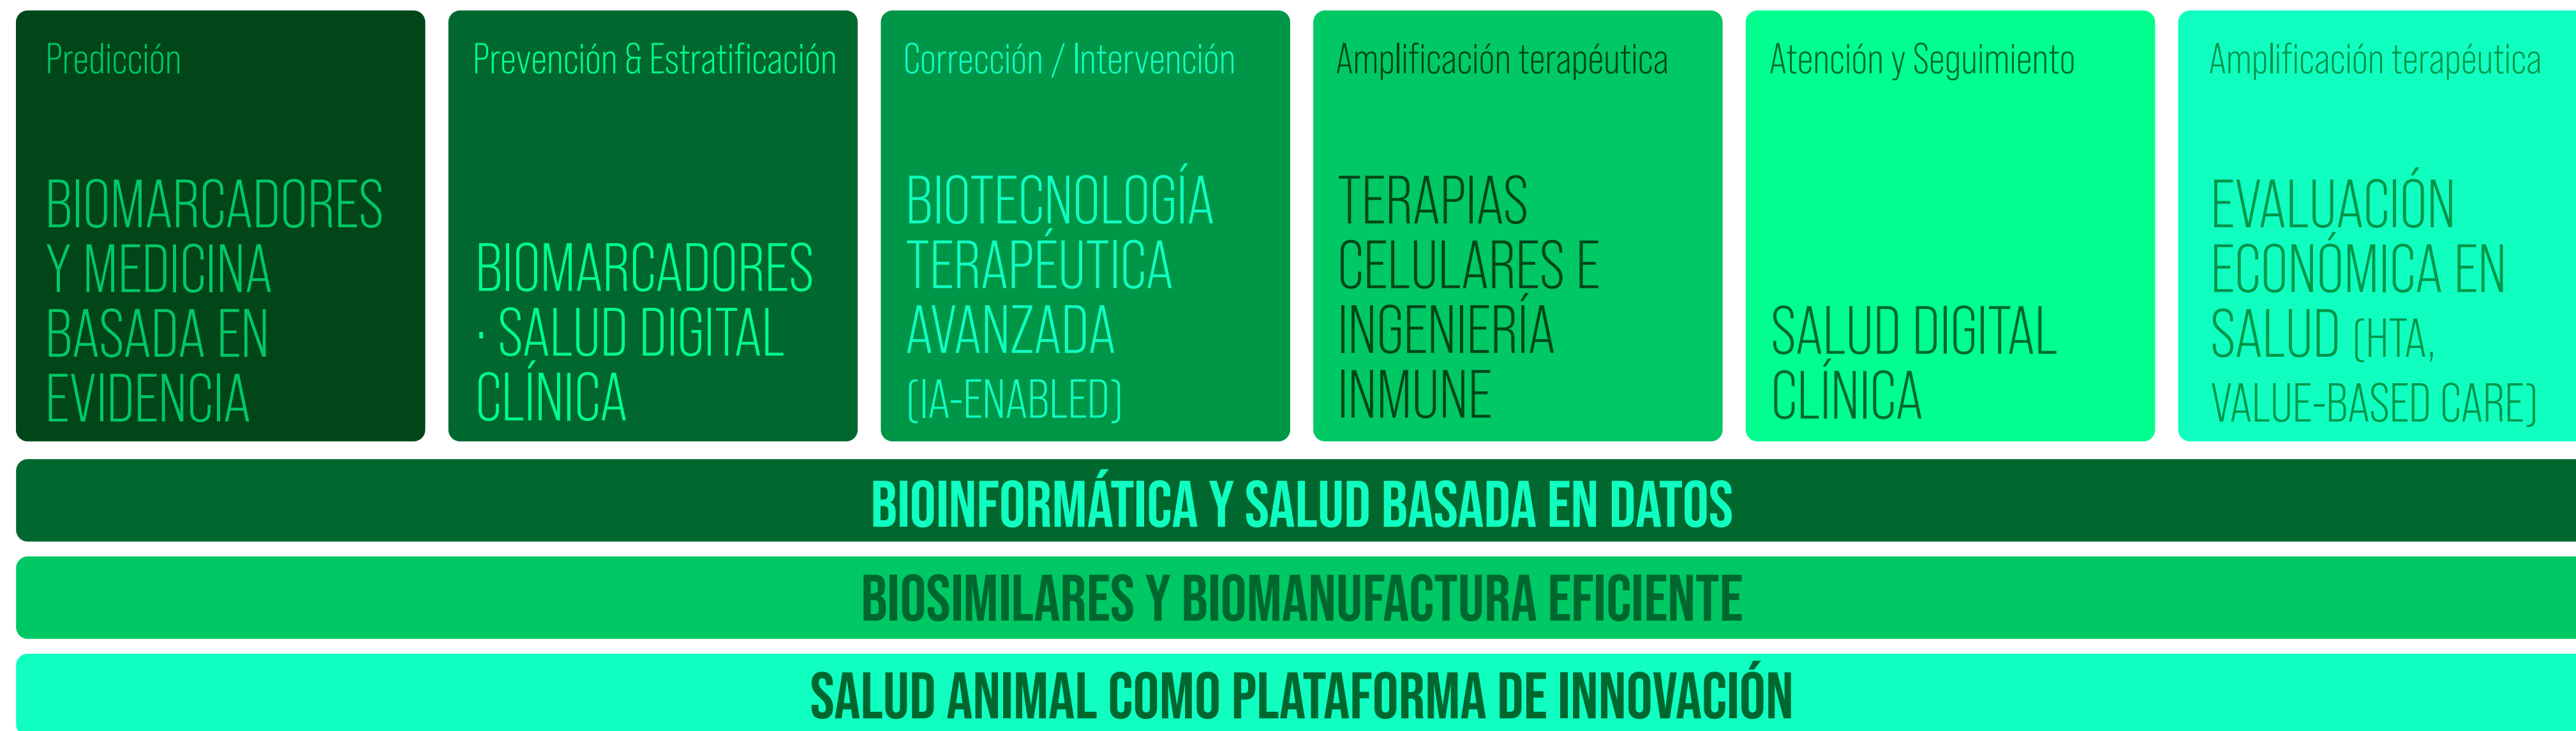 Predicción
BIOMARCADORES
Y MEDICINA
BASADA EN
EVIDENCIA
Prevención & Estratificación
BIOMARCADORES
· SALUD DIGITAL
CLÍNICA
Corrección / Intervención
BIOTECNOLOGÍA
TERAPÉUTICA
AVANZADA
(IA-ENABLED)
Amplificación terapéutica
TERAPIAS
CELULARES E
INGENIERÍA
INMUNE
Atención y Seguimiento
SALUD DIGITAL
CLÍNICA
Amplificación terapéutica
EVALUACIÓN
ECONÓMICA EN
SALUD (HTA,
VALUE-BASED CARE)
BIOINFORMÁTICA Y SALUD BASADA EN DATOS
BIOSIMILARES Y BIOMANUFACTURA EFICIENTE
SALUD ANIMAL COMO PLATAFORMA DE INNOVACIÓN